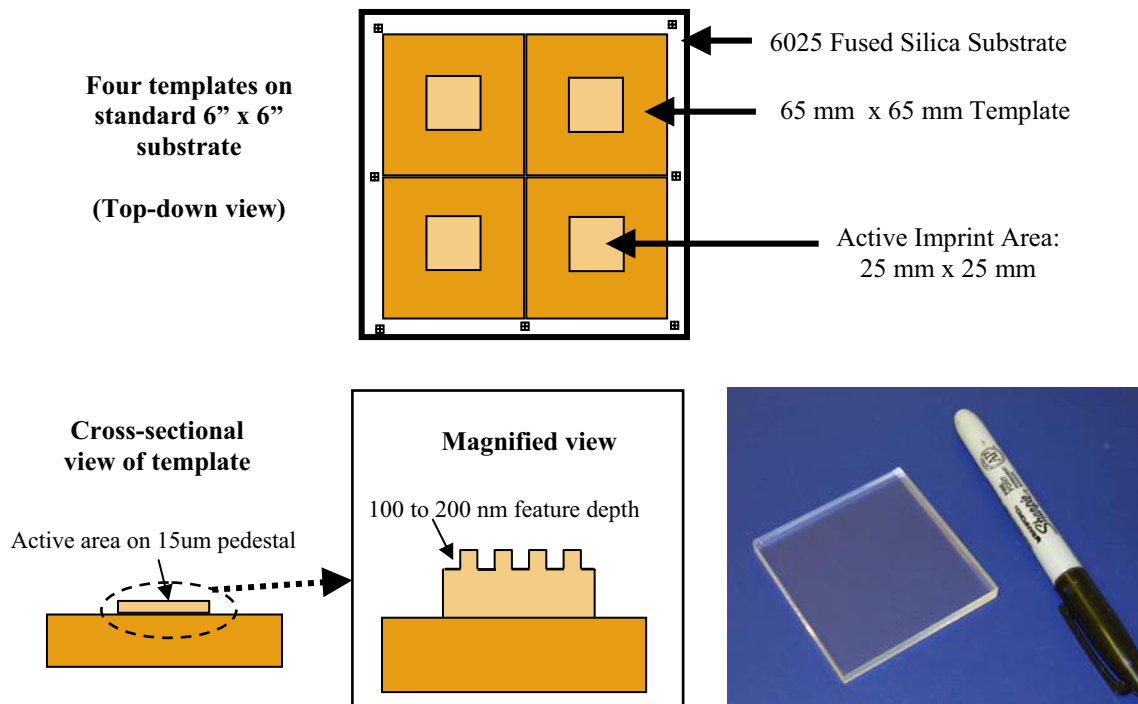 Four templates on
standard 6” x 6”
substrate
(Top-down view)
6025 Fused Silica Substrate
65 mm x 65 mm Template
Active Imprint Area:
25 mm x 25 mm
Cross-sectional
view of template
Active area on 15um pedestal
Magnified view
100 to 200 nm feature depth
AP
Sharpie